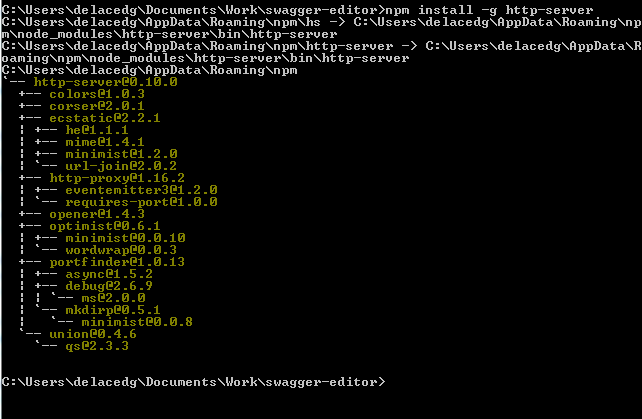 C:\Users\delacedg\Documents\Work\swagger-editor>npm install -g http-server
C:\Users\delacedg\AppData\Roaming\npm\hs -> C:\Users\delacedg\AppData\Roaming\np
m\node_modules\http-server\bin\http-server
C:\Users\delacedg\AppData\Roaming\npm\http-server -> C:\Users\delacedg\AppData\R
oaming\npm\node_modules\http-server\bin\http-server
C:\Users\delacedg\AppData\Roaming\npm
`-- http-server@0.10.0
  +-- colors@1.0.3
  +-- corser@2.0.1
  +-- ecstatic@2.2.1
  | +-- he@1.1.1
  | +-- mime@1.4.1
  | +-- minimist@1.2.0
  | `-- url-join@2.0.2
  +-- http-proxy@1.16.2
  | +-- eventemitter3@1.2.0
  | `-- requires-port@1.0.0
  +-- opener@1.4.3
  +-- optimist@0.6.1
  | +-- minimist@0.0.10
  | `-- wordwrap@0.0.3
  +-- portfinder@1.0.13
  | +-- async@1.5.2
  | +-- debug@2.6.9
  | | `-- ms@2.0.0
  | `-- mkdirp@0.5.1
  |   `-- minimist@0.0.8
  `-- union@0.4.6
    `-- qs@2.3.3
C:\Users\delacedg\Documents\Work\swagger-editor>